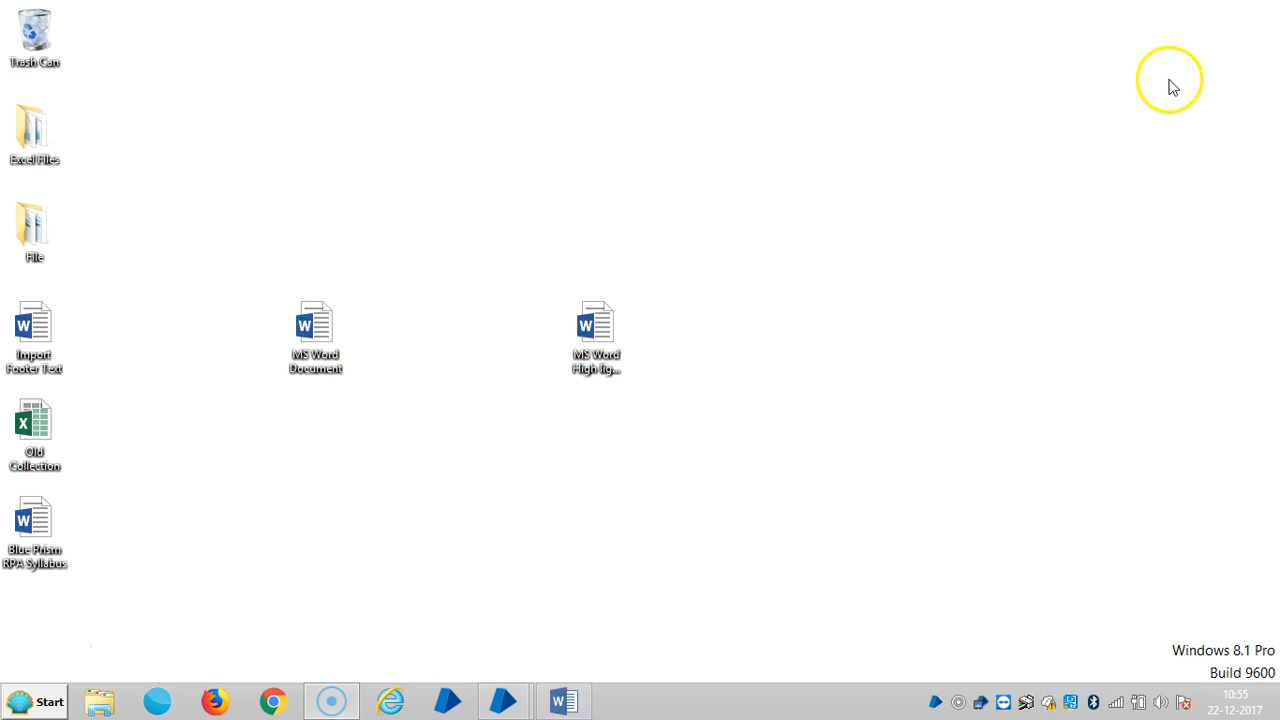 Trash Can
Excel Files
File
Import
Footer Text
MS Word
Document
MS Word
High lig...
Old
Collection
Blue Prism
RPA Syllabus
Windows 8.1 Pro
Build 9600
Start
10:55
22-12-2017